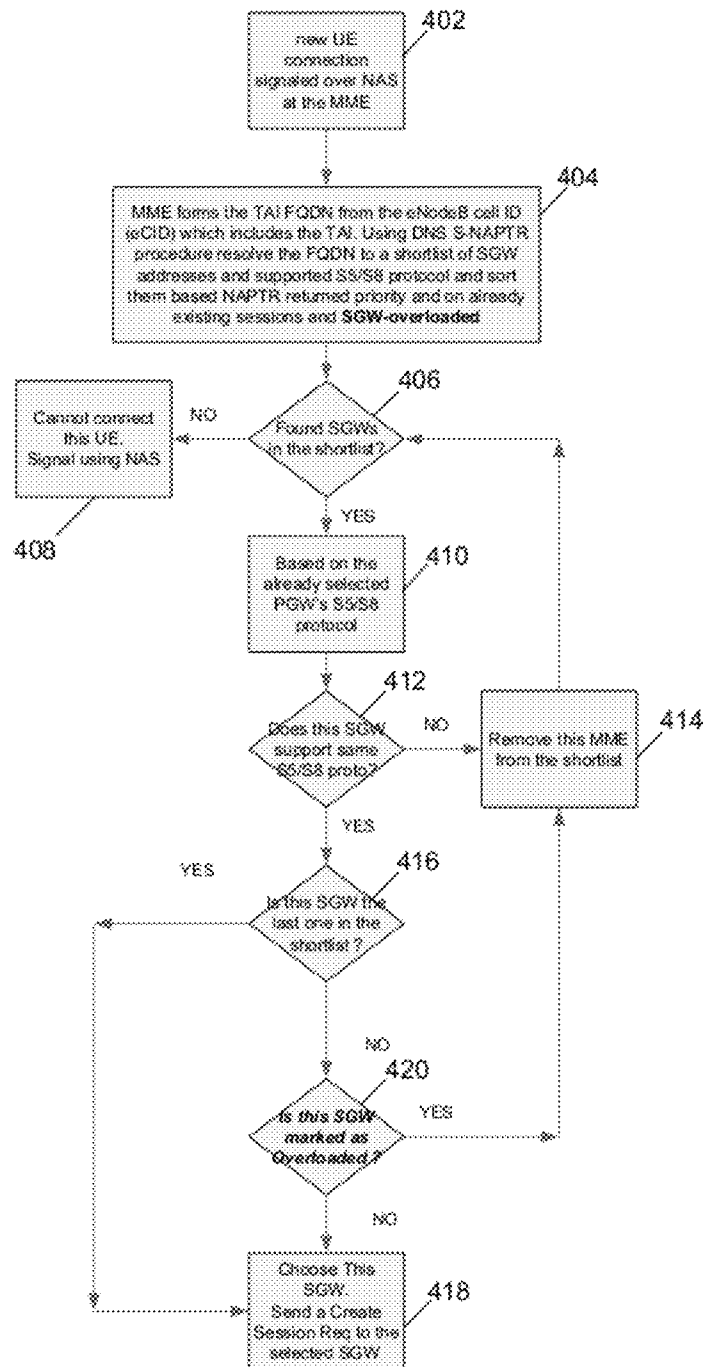 402
new UE
connection
signaled over NAS
at the MME
404
MME forms the TAI FQDN from the eNodeB cell ID
(eCID) which includes the TAI. Using DNS S-NAPTR
procedure resolve the FQDN to a shortlist of SGW
addresses and supported S5/S8 protocol and sort
them based NAPTR returned priority and on already
existing sessions and SGW-overloaded
406
Found SGWs
in the shortlist?
NO
Cannot connect
this UE.
Signal using NAS
408
YES
410
Based on the
already selected
PGW's S5/S8
protocol
412
Does this SGW
support same
S5/S8 proto?
NO
Remove this MME
from the shortlist
414
YES
416
Is this SGW the
last one in the
shortlist ?
YES
NO
420
Is this SGW
marked as
Overloaded ?
YES
NO
Choose This
SGW.
Send a Create
Session Req to the
selected SGW
418